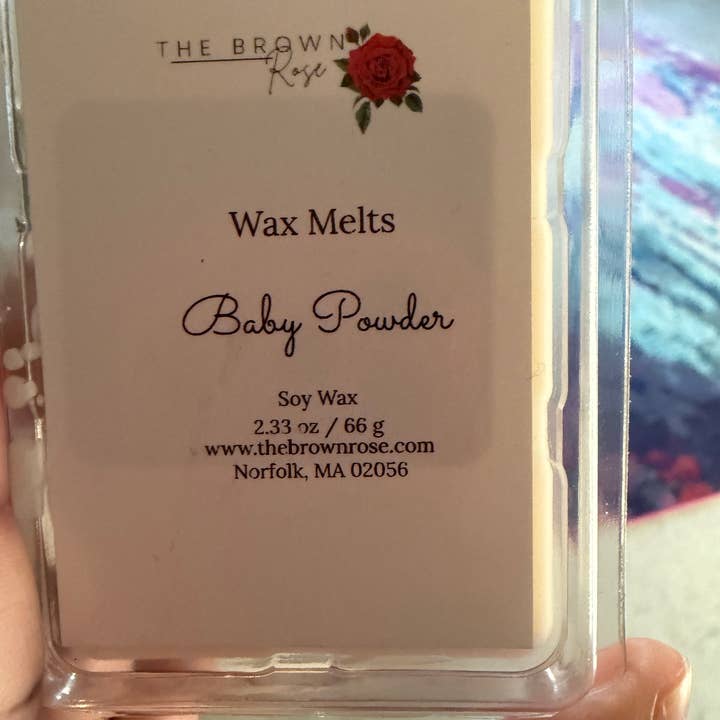 THE BROWN
Rose
Wax Melts
Baby Powder
Soy Wax
2.33 oz / 66 g
www.thebrownrose.com
Norfolk, MA 02056